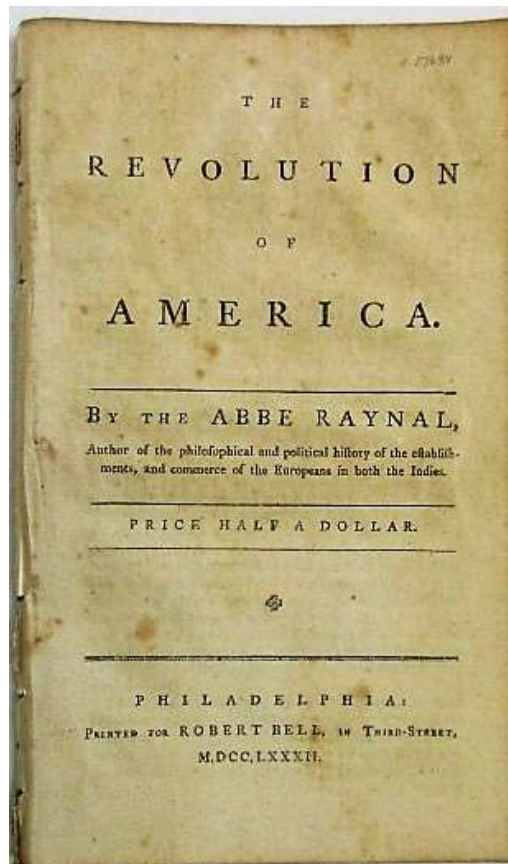 THE
REVOLUTION
OF
AMERICA.
BY THE ABBE RAYNAL,
Author of the philoſophical and political hiſtory of the eſtabliſh-
ments, and commerce of the Europeans in both the Indies.
PRICE HALF A DOLLAR.
PHILADELPHIA:
PRINTED FOR ROBERT BELL, IN THIRD-STREET,
M,DCC,LXXXII.